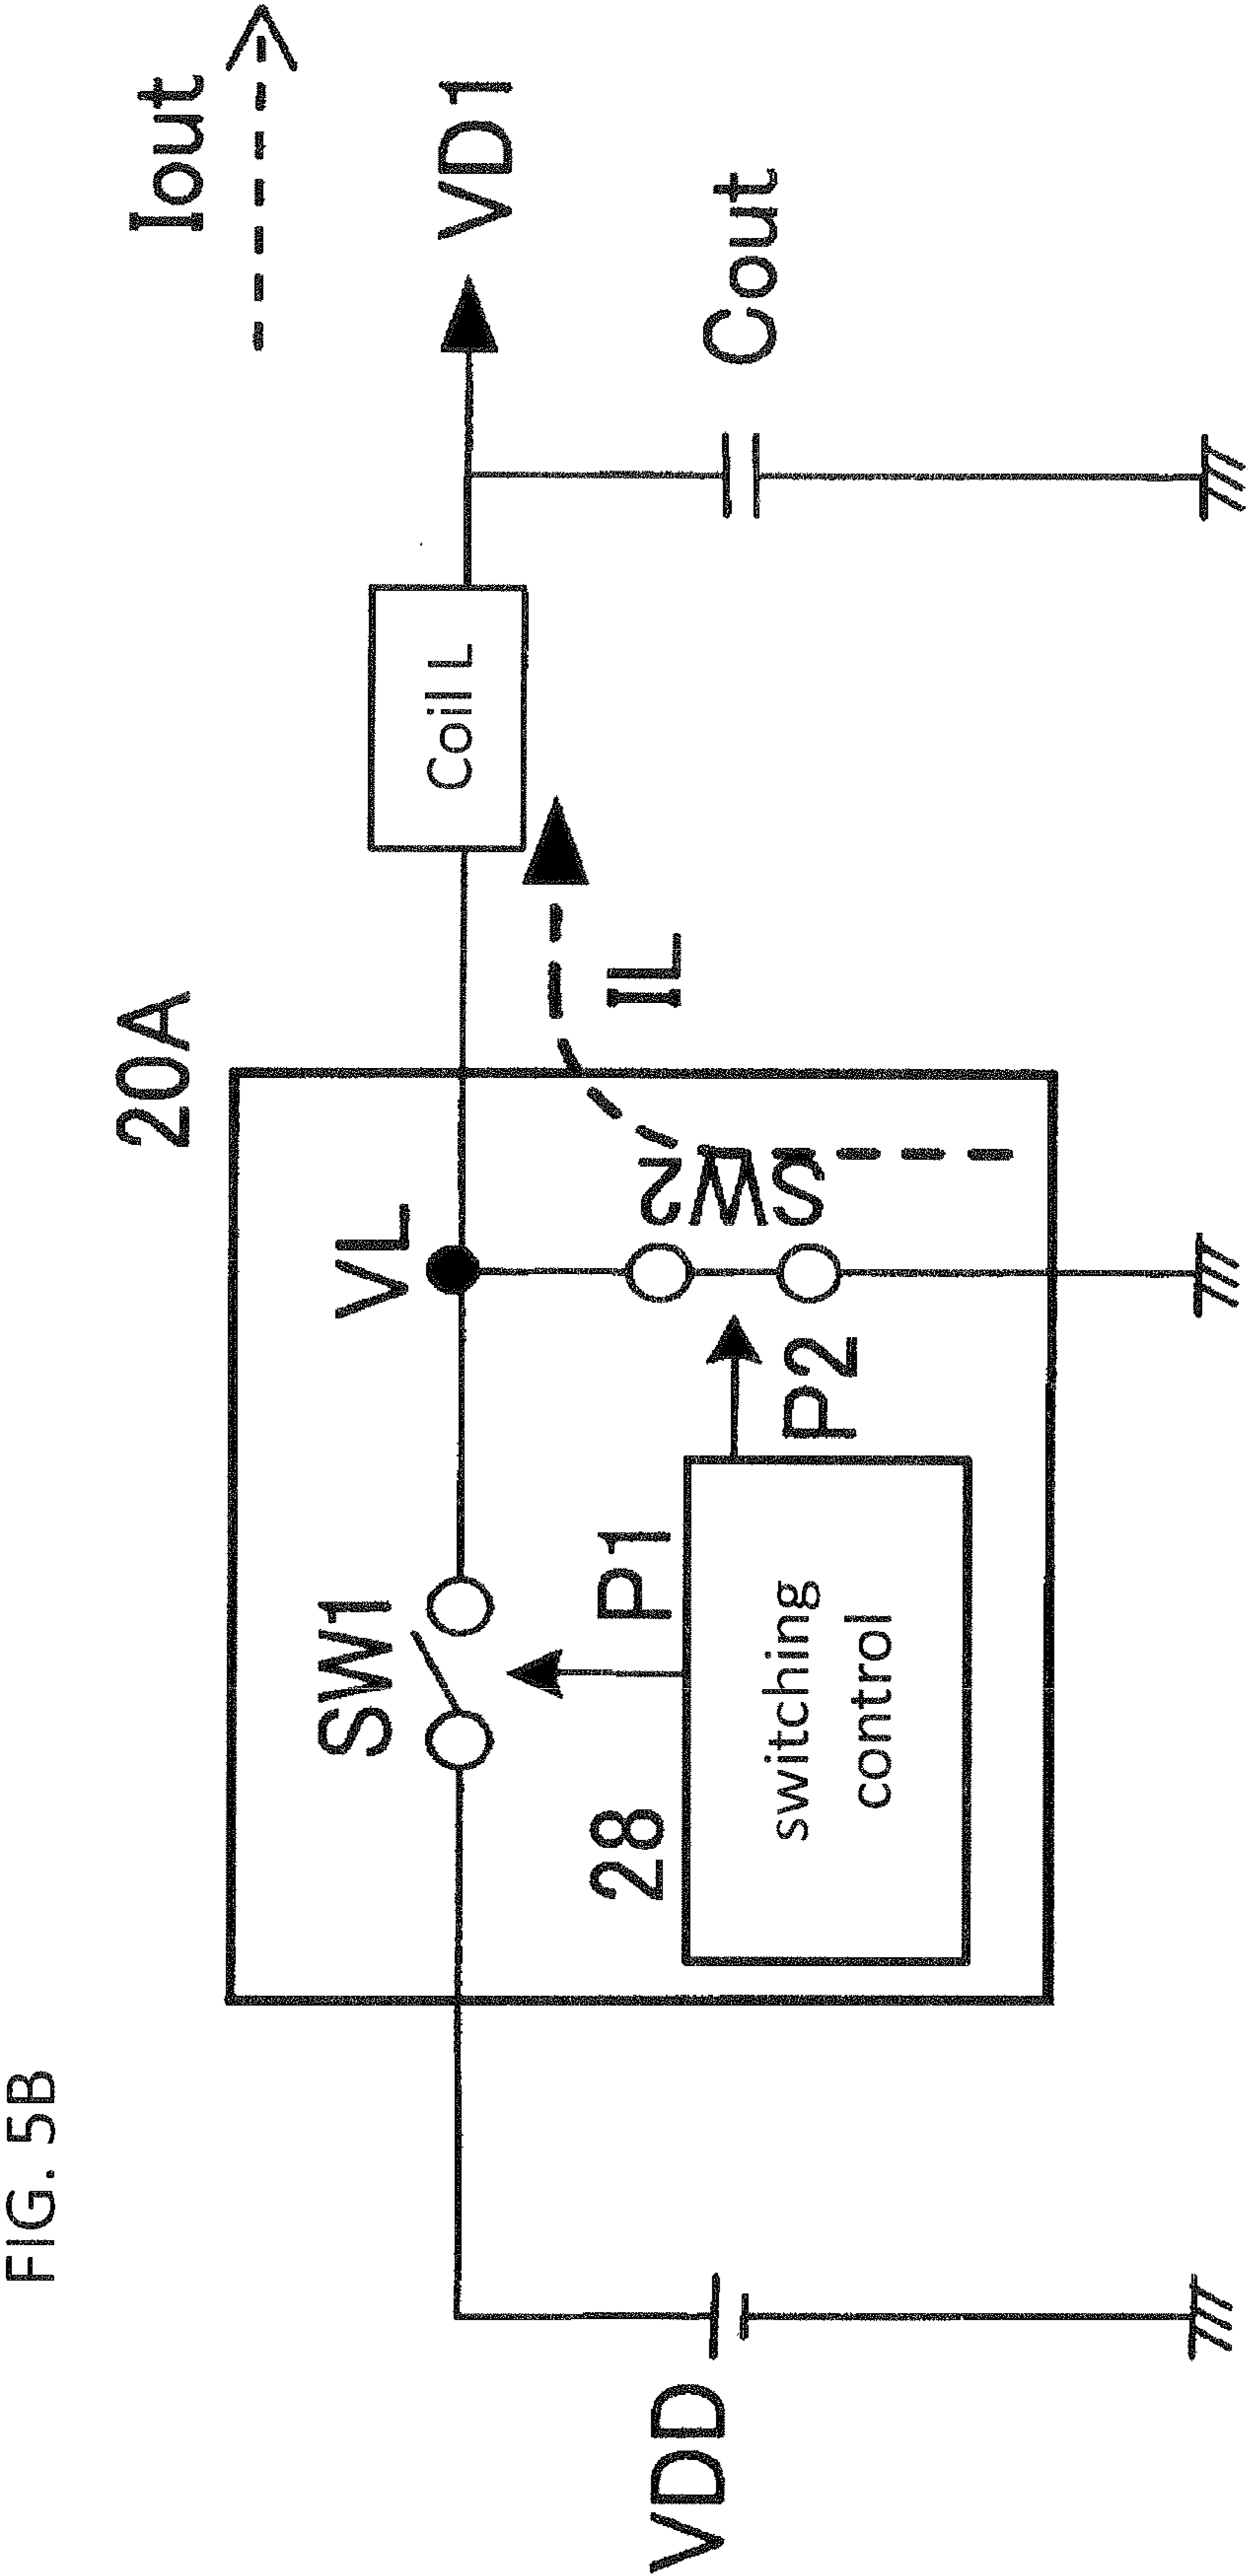 FIG. 5B
Iout
20A
VL
SW1
VD1
Coil L
IL
P1
28
SW2
Cout
VDD
P2
switching
control